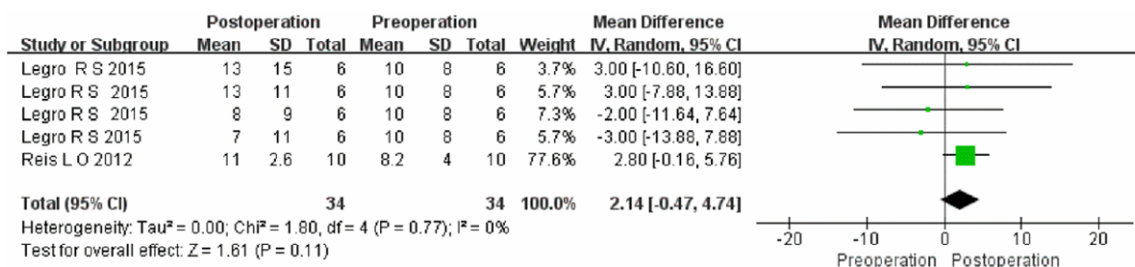 Postoperation Preoperation Mean Difference Mean Difference
Study or Subgroup Mean SD Total Mean SD Total Weight IV, Random, 95% CI IV, Random, 95% CI
Legro R S 2015 13 15 6 10 8 6 3.7% 3.00 [-10.60, 16.60]
Legro R S 2015 13 11 6 10 8 6 5.7% 3.00 [-7.88, 13.88]
Legro R S 2015 8 9 6 10 8 6 7.3% -2.00 [-11.64, 7.64]
Legro R S 2015 7 11 6 10 8 6 5.7% -3.00 [-13.88, 7.88]
Reis L O 2012 11 2.6 10 8.2 4 10 77.6% 2.80 [-0.16, 5.76]
Total (95% CI) 34 34 100.0% 2.14 [-0.47, 4.74]
Heterogeneity: Tau² = 0.00; Chi² = 1.80, df = 4 (P = 0.77); I² = 0%
Test for overall effect: Z = 1.61 (P = 0.11)
-20 -10 0 10 20
Preoperation Postoperation